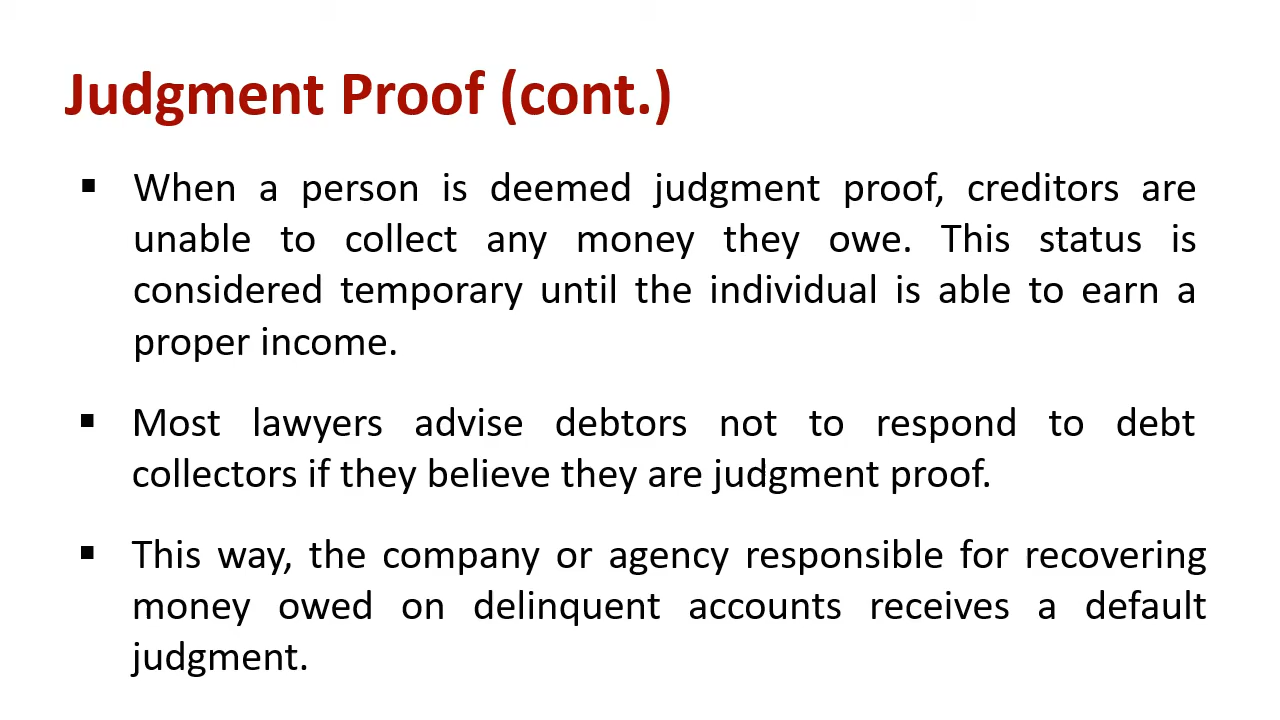 Judgment Proof (cont.)
▪ When a person is deemed judgment proof, creditors are
unable to collect any money they owe. This status is
considered temporary until the individual is able to earn a
proper income.
▪ Most lawyers advise debtors not to respond to debt
collectors if they believe they are judgment proof.
▪ This way, the company or agency responsible for recovering
money owed on delinquent accounts receives a default
judgment.